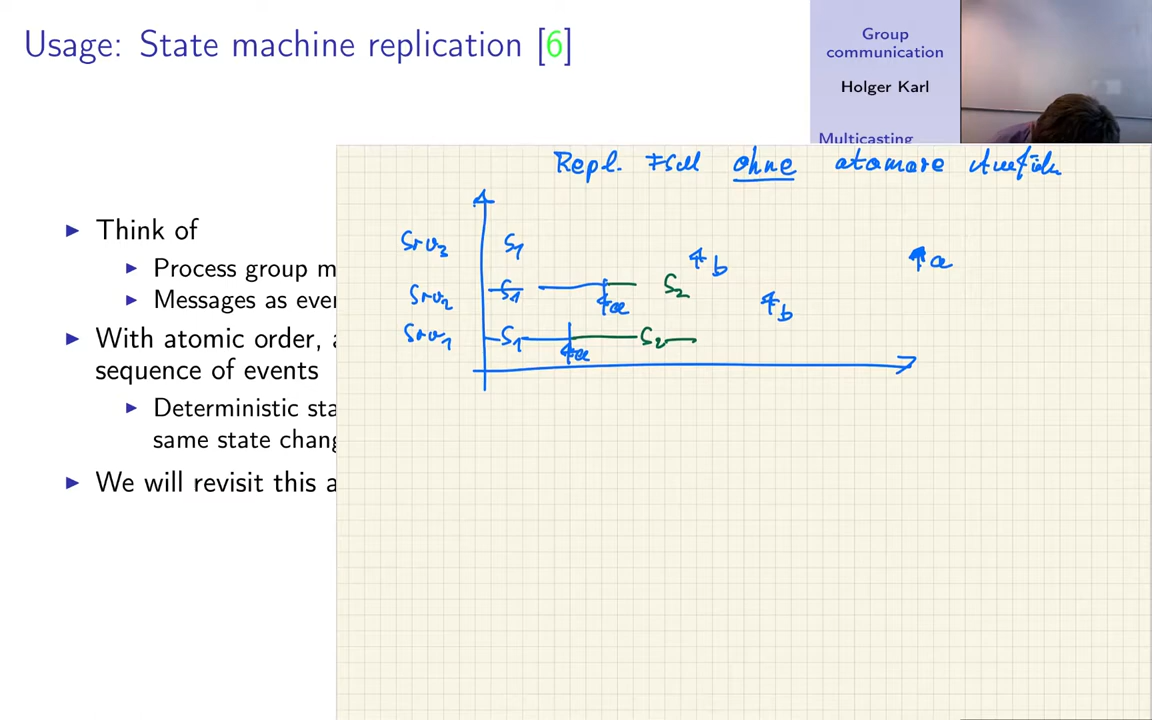 Usage: State machine replication [6]
Group
communication
Holger Karl
Multicasting
Think of
Process group m
Messages as even
With atomic order, a
sequence of events
Deterministic sta
same state chang
We will revisit this a
Repl. ohne atomare
Srv3 S1 b a
Srv2 S1 a S2 b
Srv1 S1 a S2